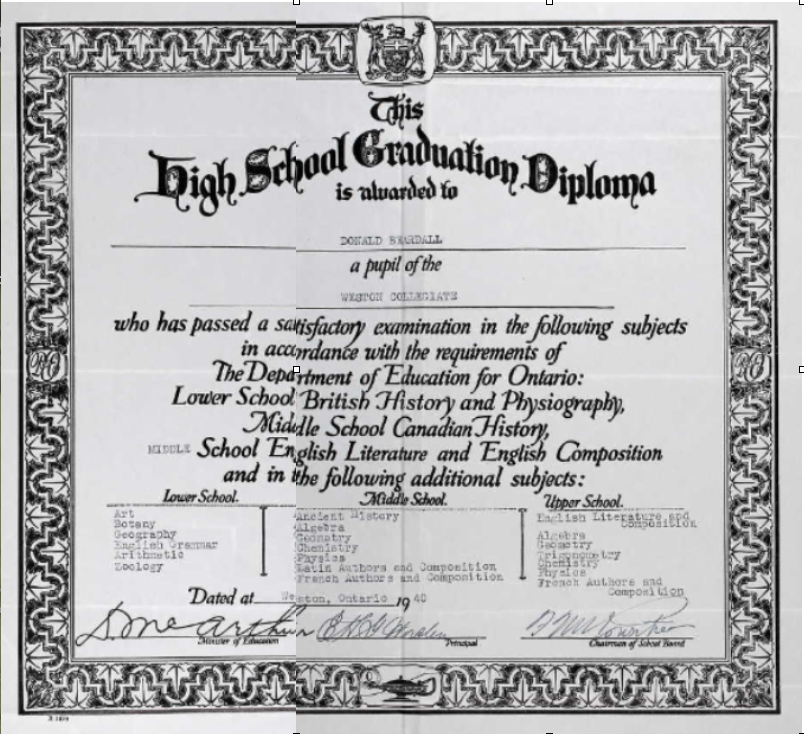 This
High School Graduation Diploma
is awarded to
DONALD BEARDALL
a pupil of the
WESTON COLLEGIATE
who has passed a satisfactory examination in the following subjects
in accordance with the requirements of
The Department of Education for Ontario:
Lower School British History and Physiography,
Middle School Canadian History,
MIDDLE School English Literature and English Composition
and in the following additional subjects:
Lower School. Middle School. Upper School.
Art
Botany
Geography
English Grammar
Arithmetic
Zoology
Ancient History
Algebra
Geometry
Chemistry
Physics
Latin Authors and Composition
French Authors and Composition
English Literature and
Composition
Algebra
Geometry
Trigonometry
Chemistry
Physics
French Authors and
Composition
Dated at Weston, Ontario 1940
Minister of Education Principal Chairman of School Board